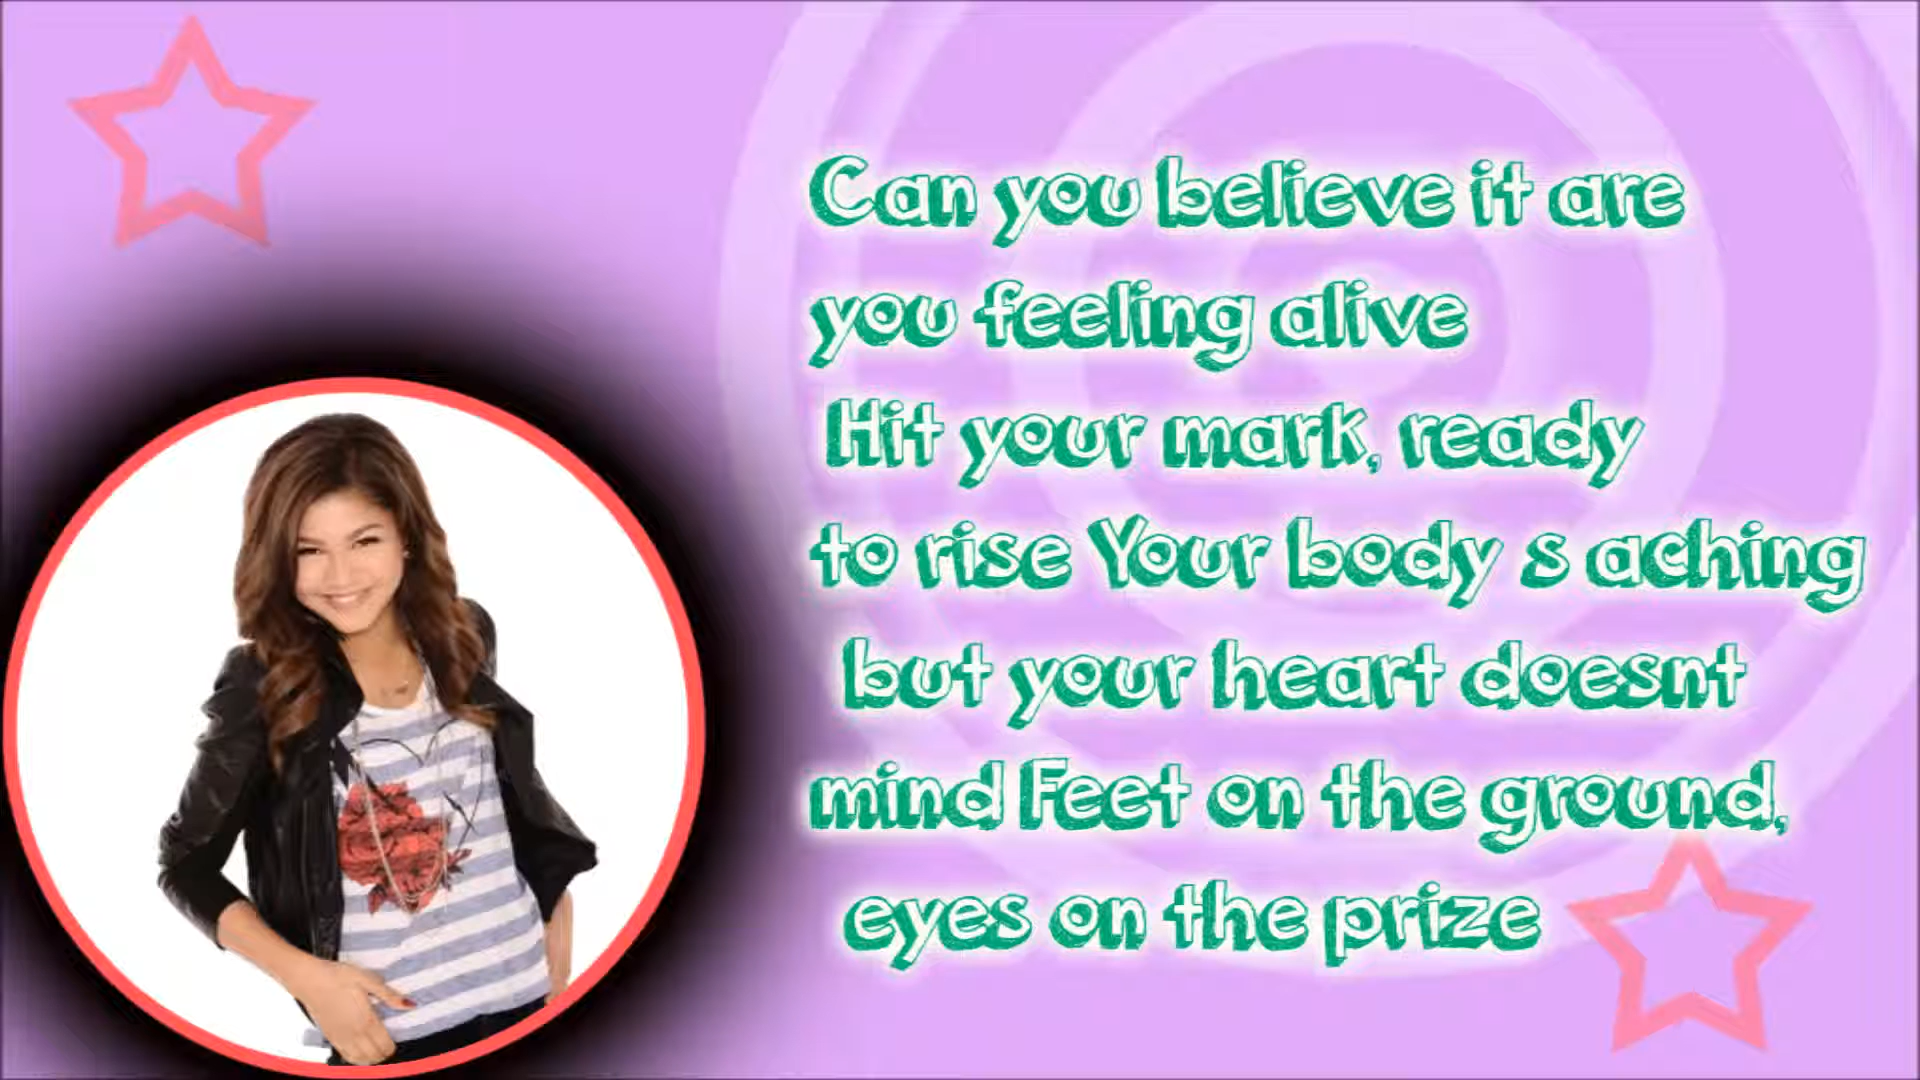 Can you believe it are
you feeling alive
Hit your mark, ready
to rise Your body s aching
but your heart doesnt
mind Feet on the ground,
eyes on the prize